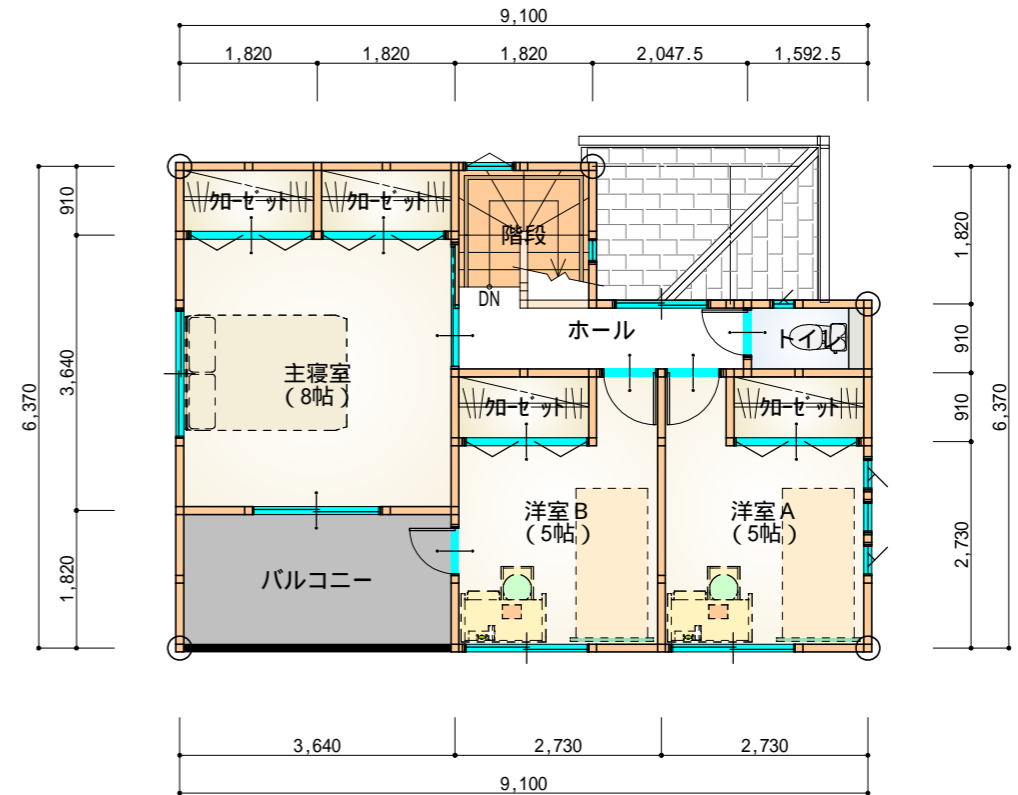 9,100
1,820
1,820
1,820
2,047.5
1,592.5
910
3,640
1,820
6,370
1,820
910
910
2,730
6,370
クローゼット
クローゼット
階段
DN
ホール
トイレ
主寝室
(8帖)
クローゼット
クローゼット
洋室B
(5帖)
洋室A
(5帖)
バルコニー
3,640
2,730
2,730
9,100